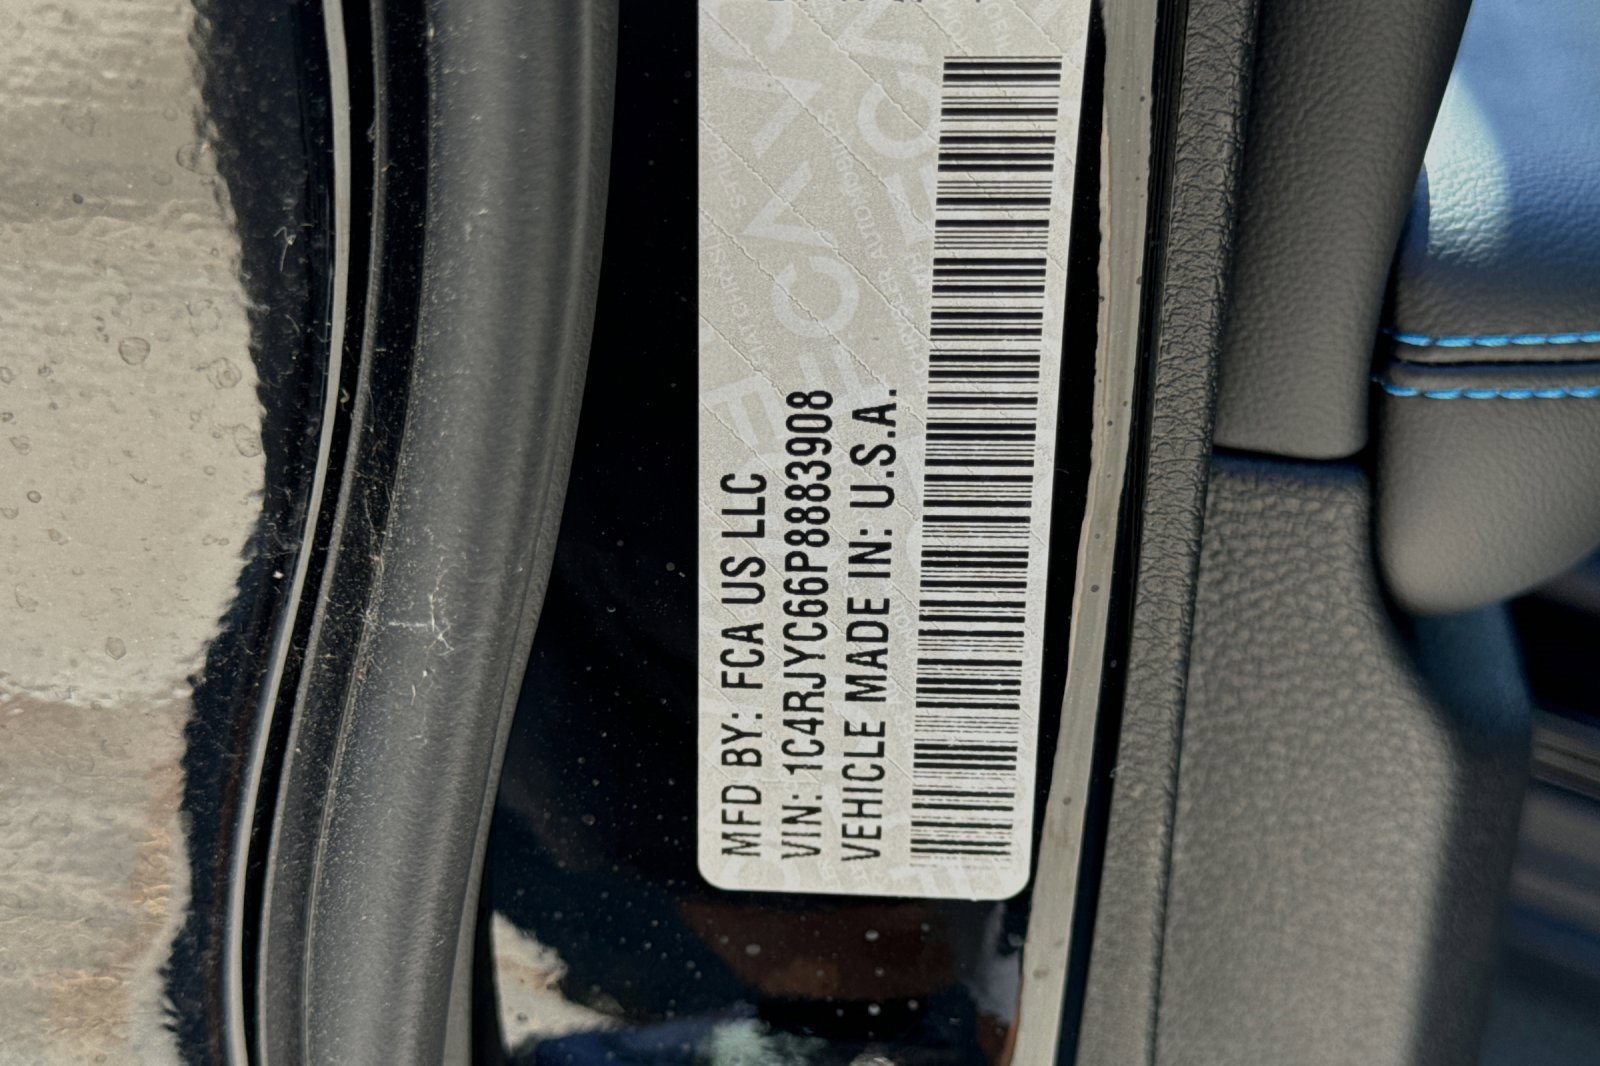 MFD BY: FCA US LLC
VIN: 1C4RJYC66P8883908
VEHICLE MADE IN: U.S.A.